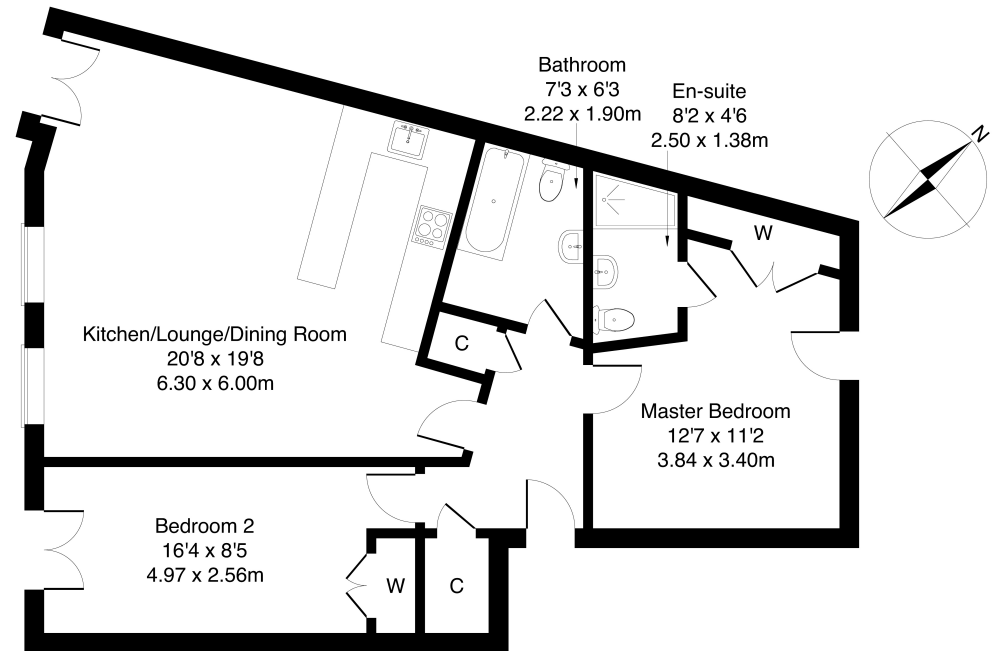 Bathroom
7'3 x 6'3
2.22 x 1.90m
En-suite
8'2 x 4'6
2.50 x 1.38m
N
W
Kitchen/Lounge/Dining Room
20'8 x 19'8
6.30 x 6.00m
C
Master Bedroom
12'7 x 11'2
3.84 x 3.40m
Bedroom 2
16'4 x 8'5
4.97 x 2.56m
W
C